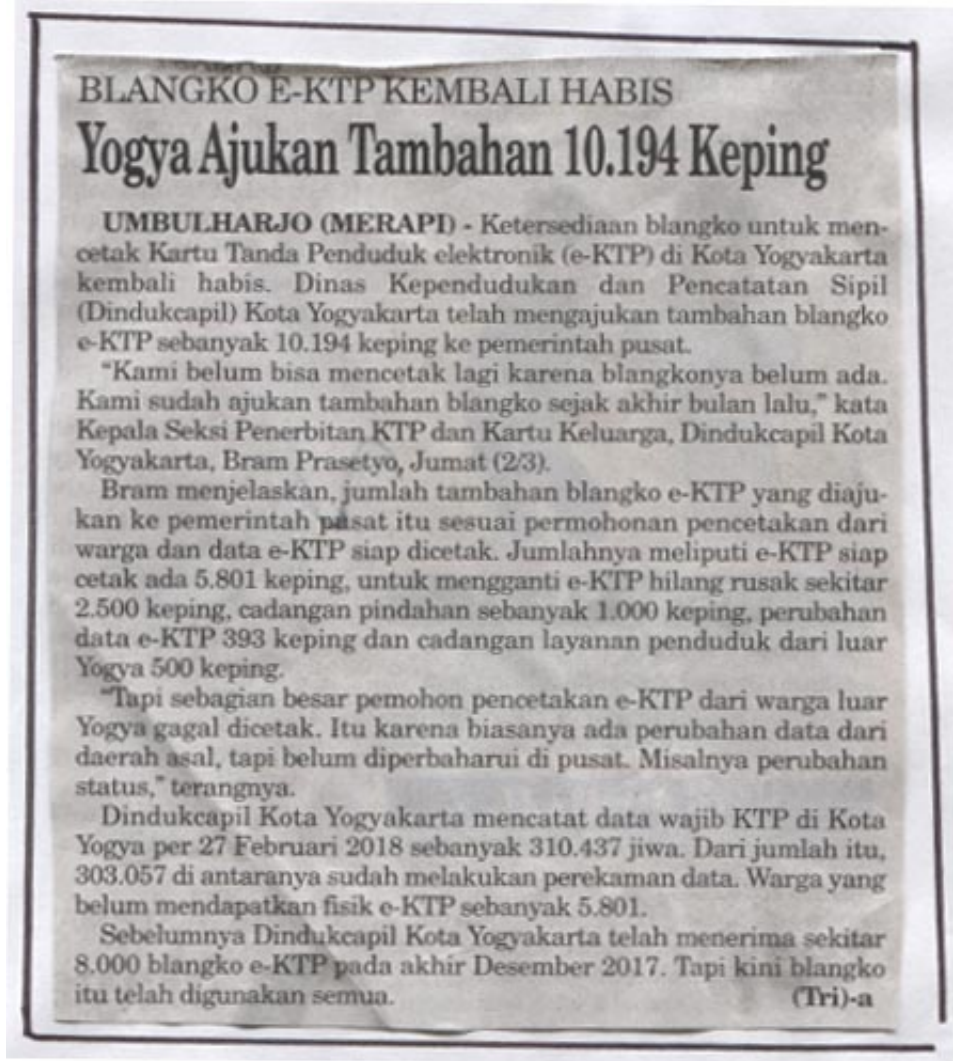 BLANGKO E-KTP KEMBALI HABIS
Yogya Ajukan Tambahan 10.194 Keping
UMBULHARJO (MERAPI) - Ketersediaan blangko untuk men-
cetak Kartu Tanda Penduduk elektronik (e-KTP) di Kota Yogyakarta
kembali habis. Dinas Kependudukan dan Pencatatan Sipil
(Dindukcapil) Kota Yogyakarta telah mengajukan tambahan blangko
e-KTP sebanyak 10.194 keping ke pemerintah pusat.
"Kami belum bisa mencetak lagi karena blangkonya belum ada.
Kami sudah ajukan tambahan blangko sejak akhir bulan lalu," kata
Kepala Seksi Penerbitan KTP dan Kartu Keluarga, Dindukcapil Kota
Yogyakarta, Bram Prasetyo, Jumat (2/3).
Bram menjelaskan, jumlah tambahan blangko e-KTP yang diaju-
kan ke pemerintah pusat itu sesuai permohonan pencetakan dari
warga dan data e-KTP siap dicetak. Jumlahnya meliputi e-KTP siap
cetak ada 5.801 keping, untuk mengganti e-KTP hilang rusak sekitar
2.500 keping, cadangan pindahan sebanyak 1.000 keping, perubahan
data e-KTP 393 keping dan cadangan layanan penduduk dari luar
Yogya 500 keping.
"Tapi sebagian besar pemohon pencetakan e-KTP dari warga luar
Yogya gagal dicetak. Itu karena biasanya ada perubahan data dari
daerah asal, tapi belum diperbaharui di pusat. Misalnya perubahan
status," terangnya.
Dindukcapil Kota Yogyakarta mencatat data wajib KTP di Kota
Yogya per 27 Februari 2018 sebanyak 310.437 jiwa. Dari jumlah itu,
303.057 di antaranya sudah melakukan perekaman data. Warga yang
belum mendapatkan fisik e-KTP sebanyak 5.801.
Sebelumnya Dindukcapil Kota Yogyakarta telah menerima sekitar
8.000 blangko e-KTP pada akhir Desember 2017. Tapi kini blangko
itu telah digunakan semua. (Tri)-a